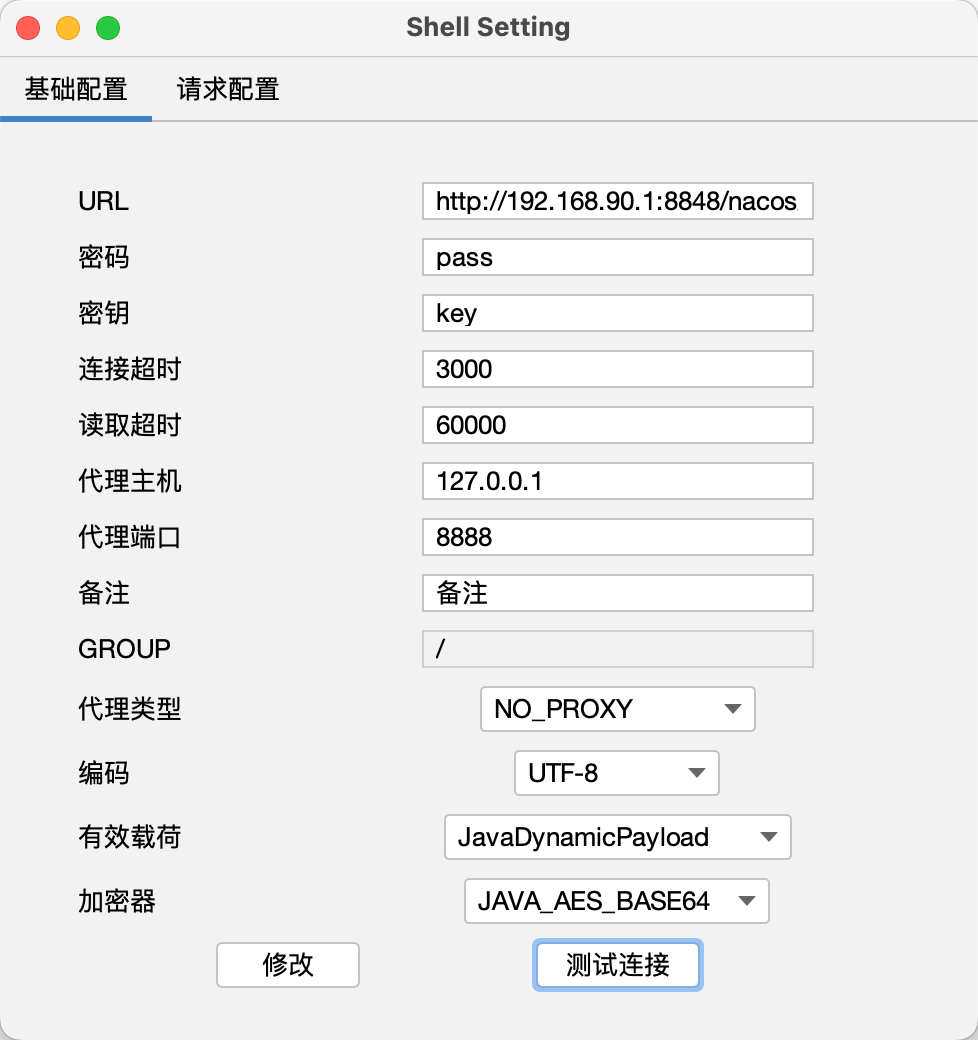 Shell Setting
基础配置 请求配置
URL http://192.168.90.1:8848/nacos
密码 pass
密钥 key
连接超时 3000
读取超时 60000
代理主机 127.0.0.1
代理端口 8888
备注 备注
GROUP /
代理类型 NO_PROXY
编码 UTF-8
有效载荷 JavaDynamicPayload
加密器 JAVA_AES_BASE64
修改 测试连接